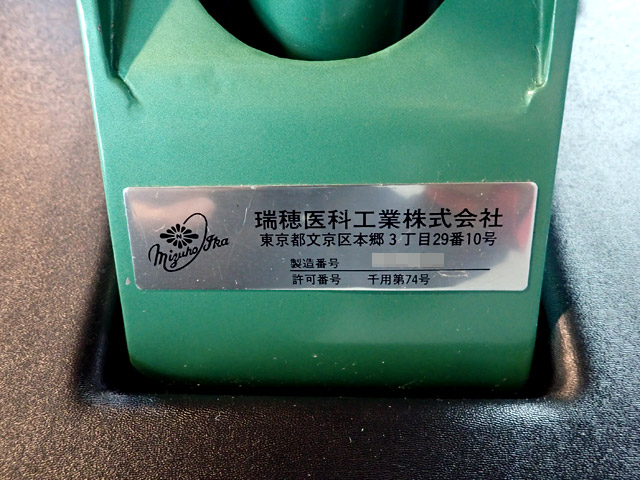 瑞穂医科工業株式会社
東京都文京区本郷3丁目29番10号
Mizuho Ika
製造番号
許可番号 千用第74号